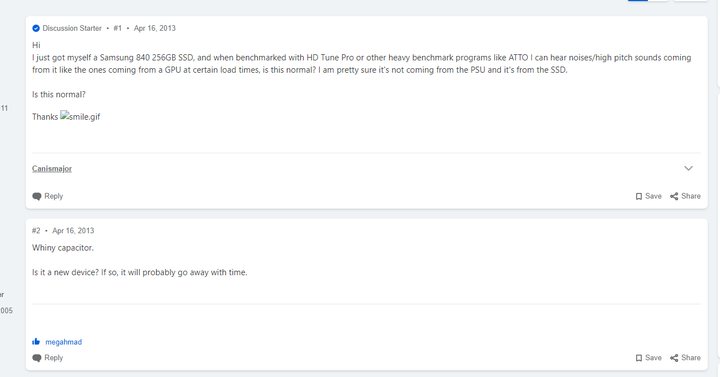 Discussion Starter • #1 • Apr 16, 2013
Hi
I just got myself a Samsung 840 256GB SSD, and when benchmarked with HD Tune Pro or other heavy benchmark programs like ATTO I can hear noises/high pitch sounds coming
from it like the ones coming from a GPU at certain load times, is this normal? I am pretty sure it's not coming from the PSU and it's from the SSD.
Is this normal?
11
Thanks smile.gif
Canismajor
Reply Save Share
#2 • Apr 16, 2013
Whiny capacitor.
Is it a new device? If so, it will probably go away with time.
005
megahmad
Reply Save Share